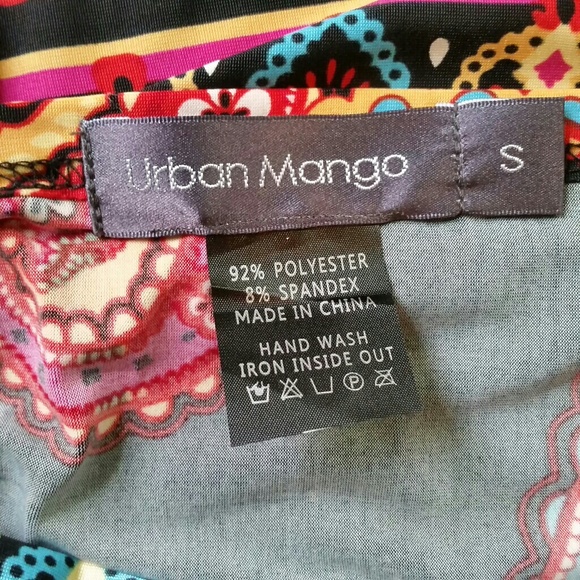 Urban Mango
S
92% POLYESTER
8% SPANDEX
MADE IN CHINA
HAND WASH
IRON INSIDE OUT
P